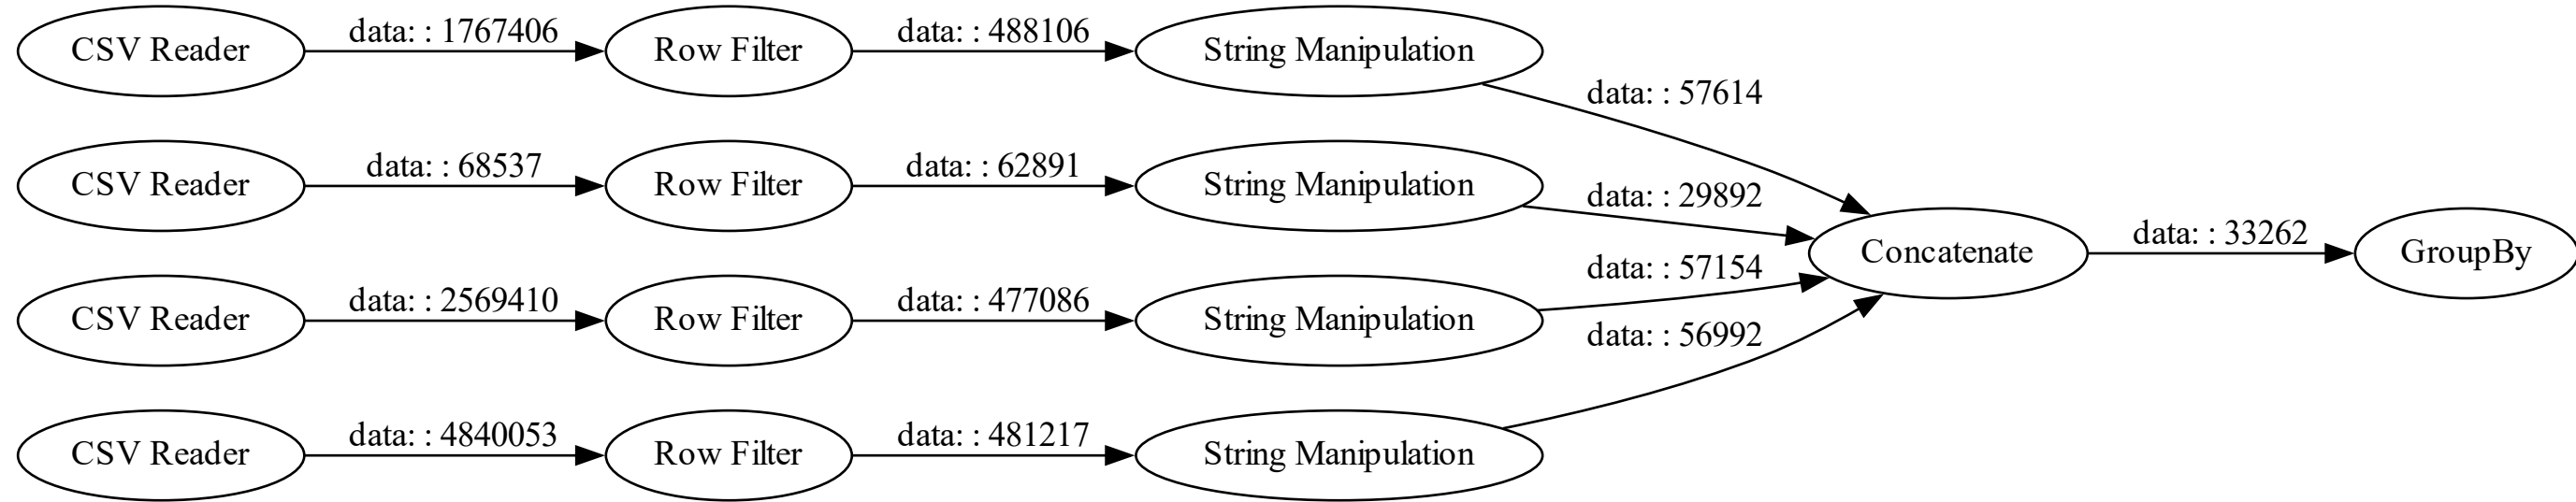 CSV Reader
data: : 1767406
Row Filter
data: : 488106
String Manipulation
data: : 57614
CSV Reader
data: : 68537
Row Filter
data: : 62891
String Manipulation
data: : 29892
Concatenate
data: : 33262
GroupBy
CSV Reader
data: : 2569410
Row Filter
data: : 477086
String Manipulation
data: : 57154
CSV Reader
data: : 4840053
Row Filter
data: : 481217
String Manipulation
data: : 56992